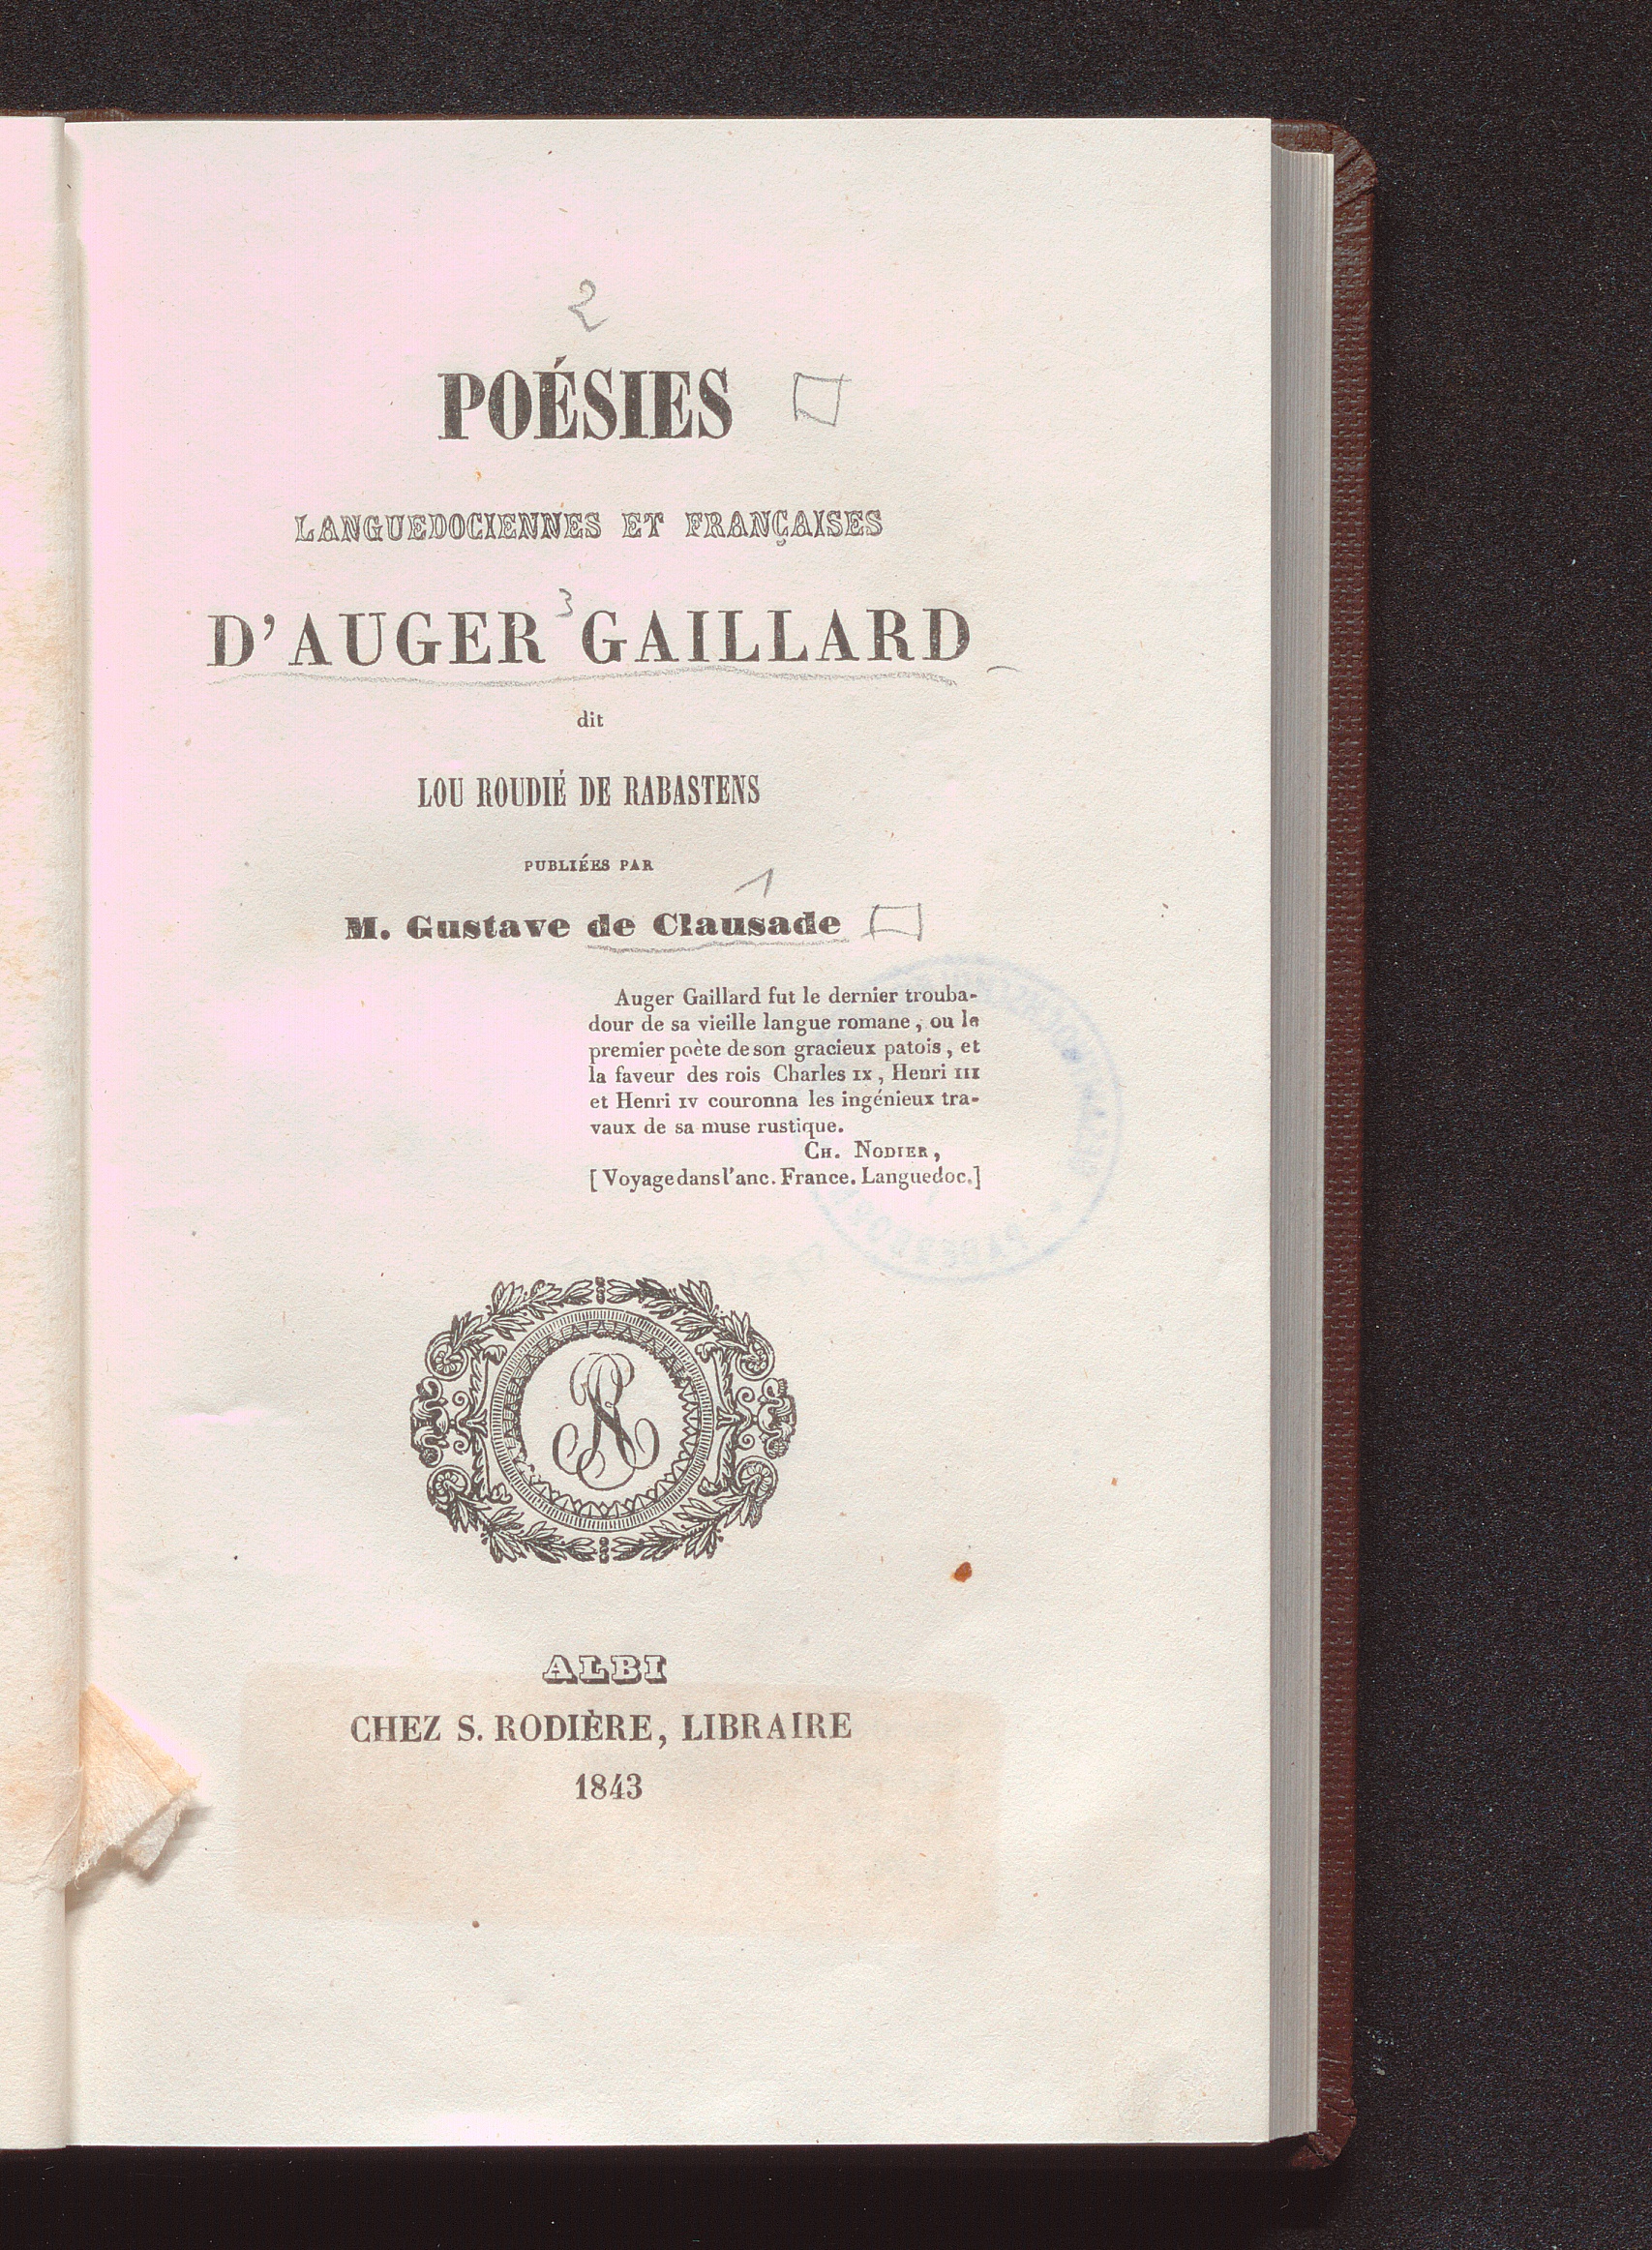 2
POÉSIES
LANGUEDOCIENNES ET FRANÇAISES
3
D'AUGER GAILLARD
dit
LOU ROUDIÉ DE RABASTENS
PUBLIÉES PAR
1
M. Gustave de Clausade
Auger Gaillard fut le dernier trouba-
dour de sa vieille langue romane, ou le
premier poète de son gracieux patois, et
la faveur des rois Charles IX, Henri III
et Henri IV couronna les ingénieux tra-
vaux de sa muse rustique.
CH. NODIER,
[Voyage dans l'anc. France. Languedoc.]
ALBI
CHEZ S. RODIÈRE, LIBRAIRE
1843